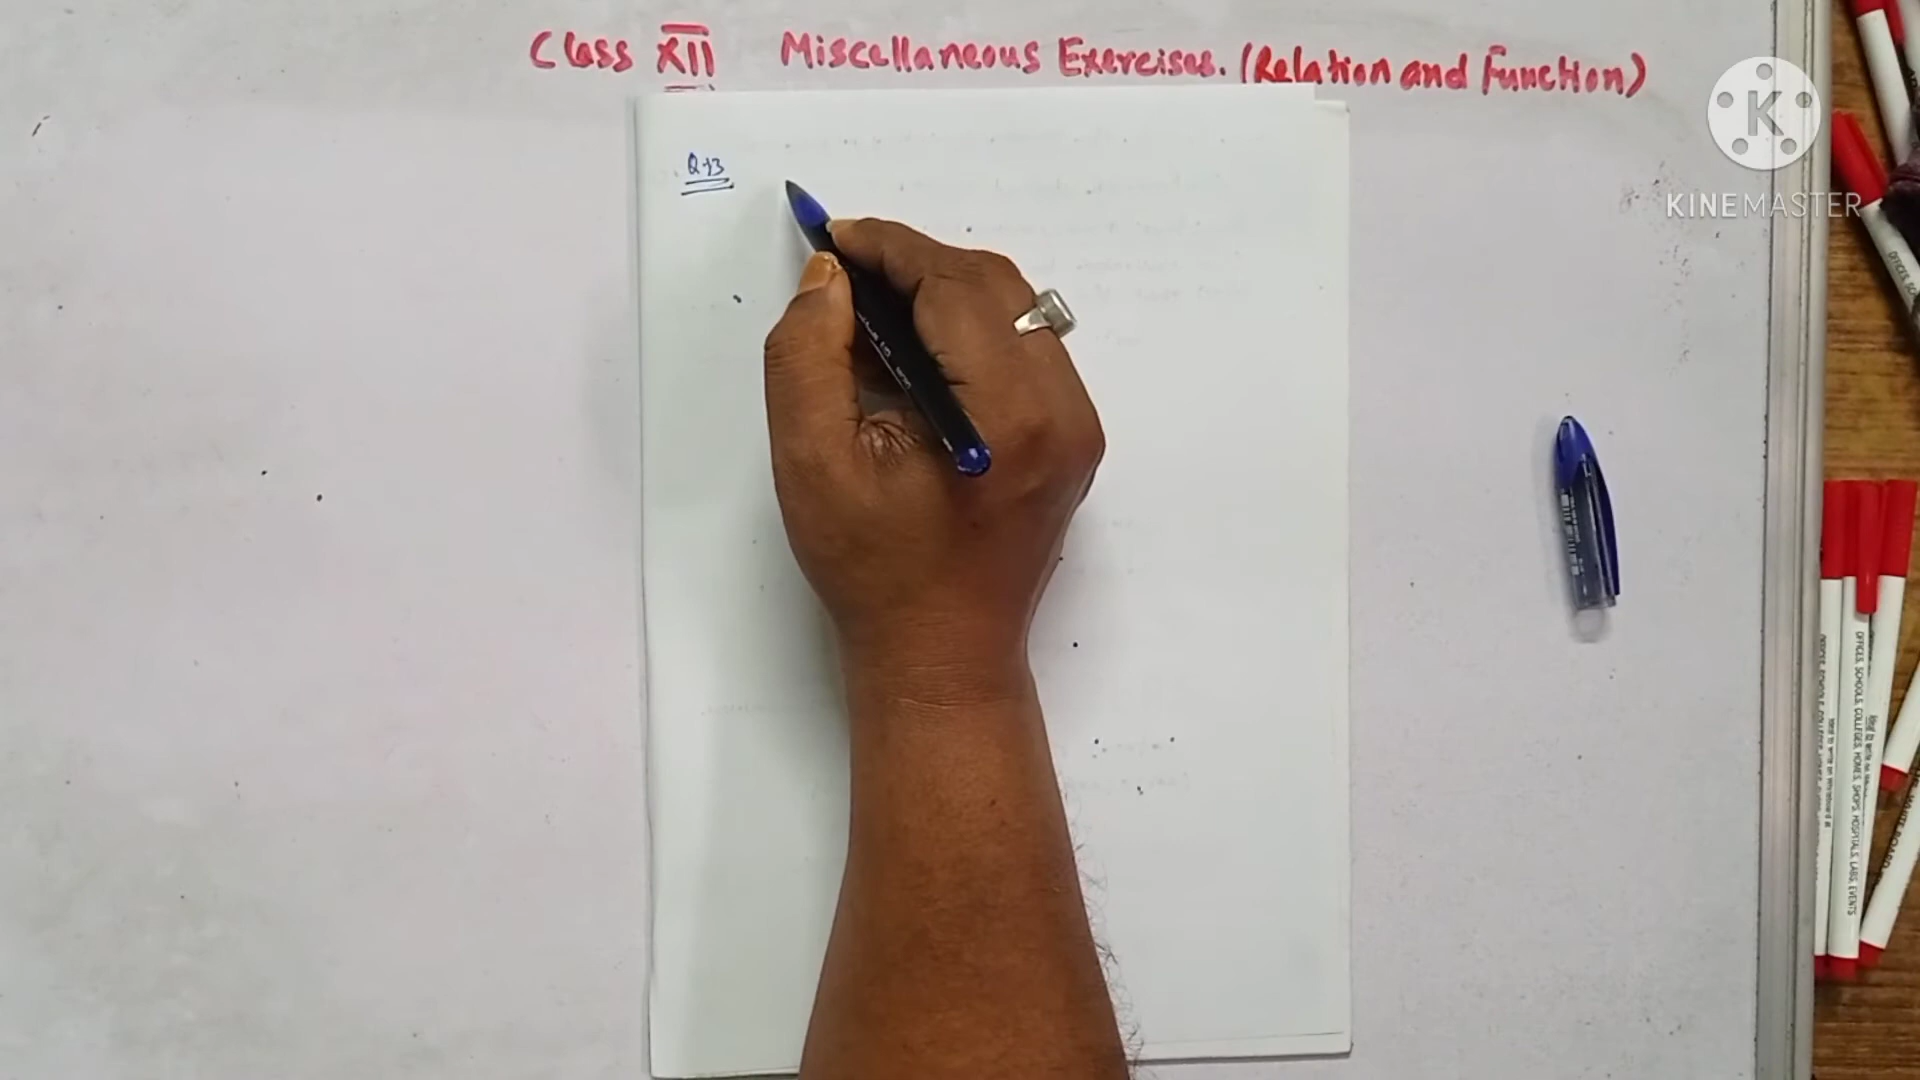 Class XII Miscellaneous Exercises. (Relation and Function)
K
KINEMASTER
Q.13